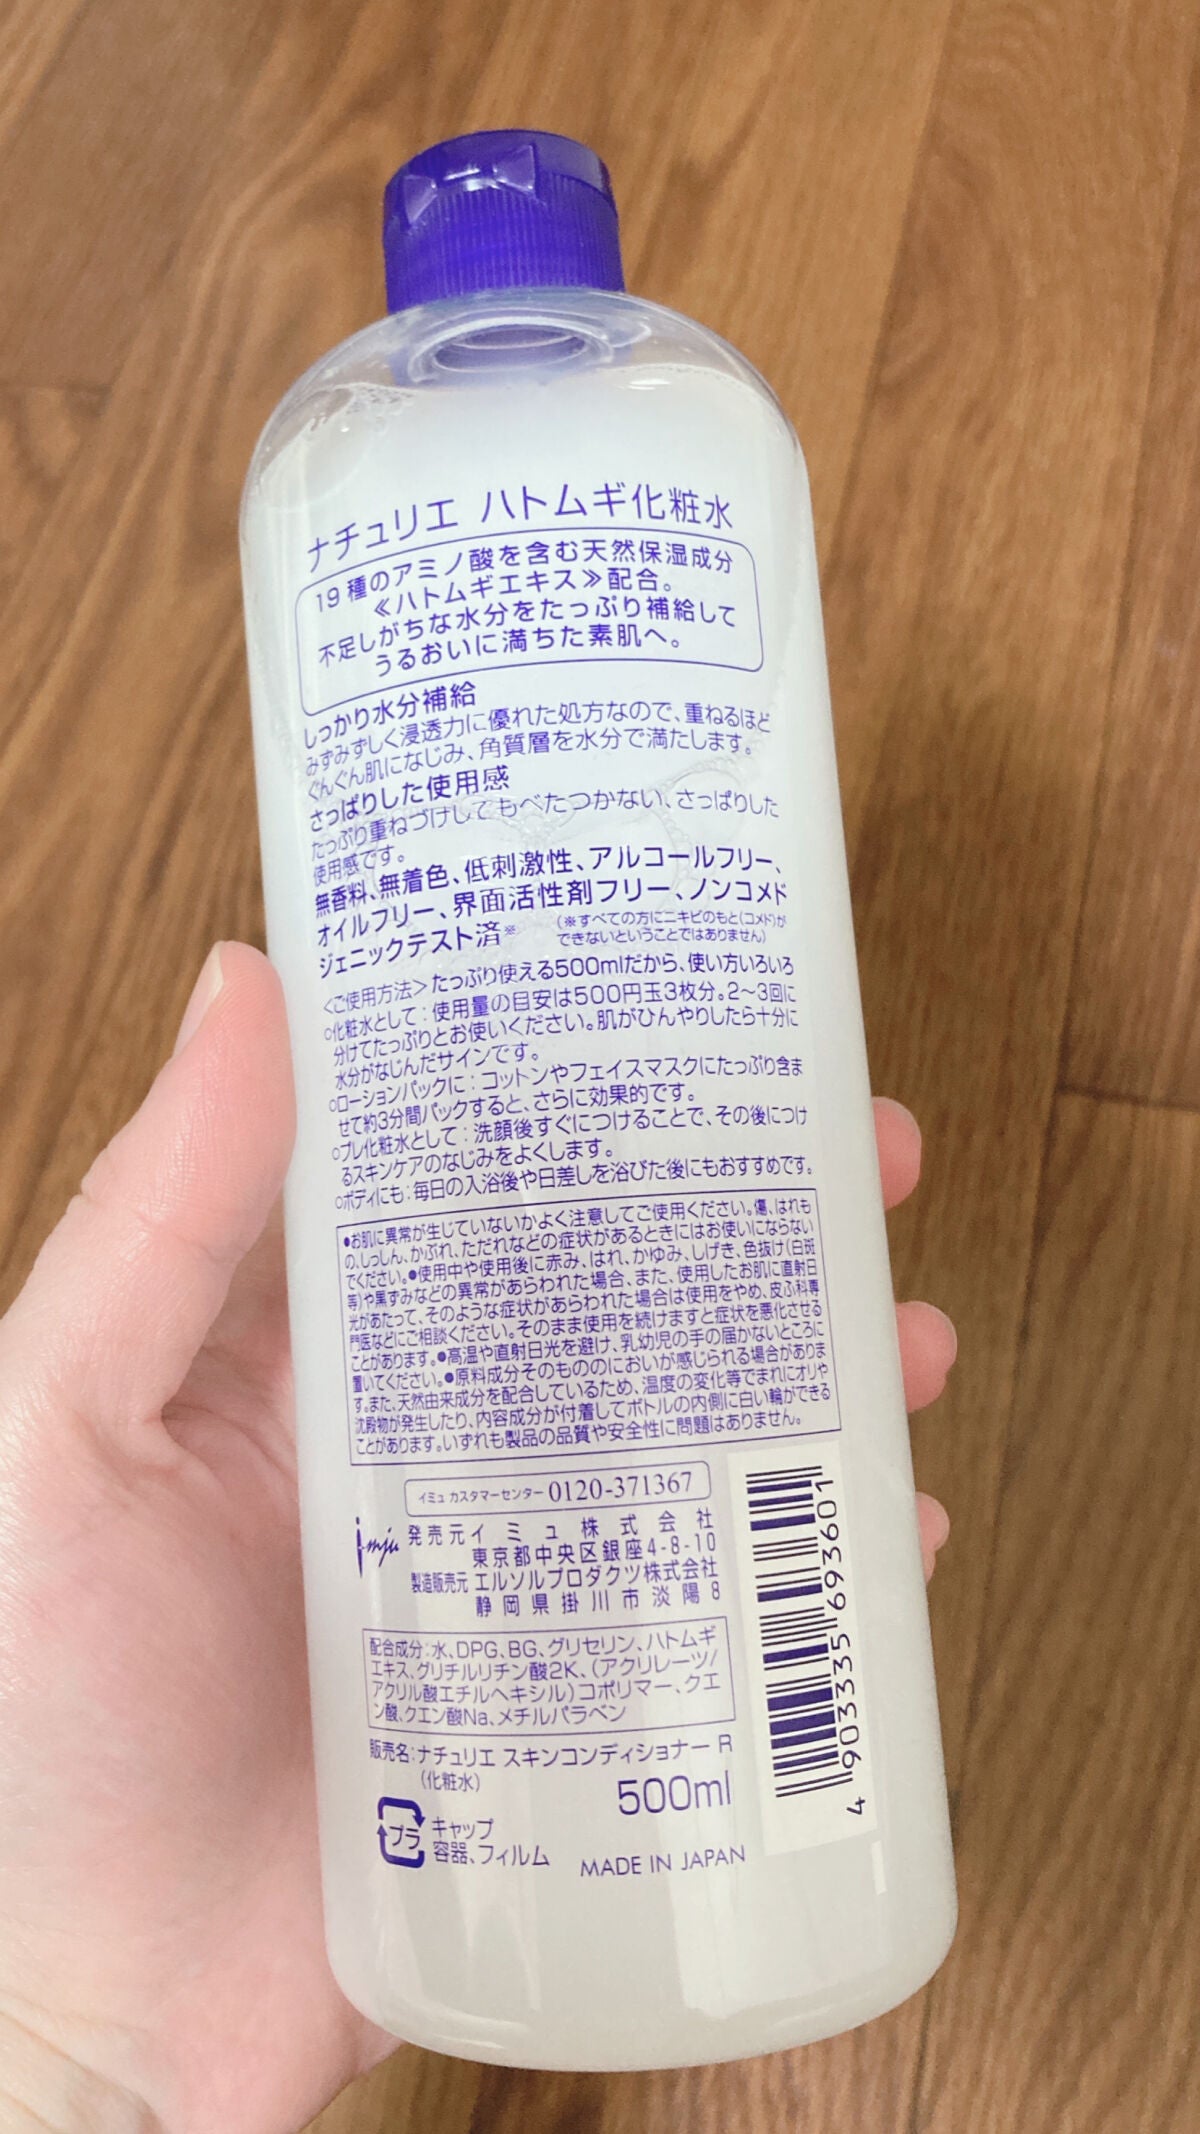 ナチュリエ ハトムギ化粧水
19種のアミノ酸を含む天然保湿成分
≪ハトムギエキス≫配合。
不足しがちな水分をたっぷり補給して
うるおいに満ちた素肌へ。
しっかり水分補給
みずみずしく浸透力に優れた処方なので、重ねるほど
ぐんぐん肌になじみ、角質層を水分で満たします。
さっぱりした使用感
たっぷり重ねづけしてもべたつかない、さっぱりした
使用感です。
無香料、無着色、低刺激性、アルコールフリー、
オイルフリー、界面活性剤フリー、ノンコメド
ジェニックテスト済※
(※すべての方にニキビのもと(コメド)が
できないということではありません)
<ご使用方法>たっぷり使える500mlだから、使い方いろいろ
○化粧水として：使用量の目安は500円玉3枚分。2〜3回に
分けてたっぷりとお使いください。肌がひんやりしたら十分に
水分がなじんだサインです。
○ローションパックに：コットンやフェイスマスクにたっぷり含ま
せて約3分間パックすると、さらに効果的です。
○プレ化粧水として：洗顔後すぐにつけることで、その後につけ
るスキンケアのなじみをよくします。
○ボディにも：毎日の入浴後や日差しを浴びた後にもおすすめです。
●お肌に異常が生じていないかよく注意してご使用ください。傷、はれも
の、しっしん、かぶれ、ただれなどの症状があるときにはお使いにならない
でください。●使用中や使用後に赤み、はれ、かゆみ、しげき、色抜け(白斑
等)や黒ずみなどの異常があらわれた場合、また、使用したお肌に直射日
光があたって、そのような症状があらわれた場合は使用をやめ、皮ふ科専
門医などにご相談ください。そのまま使用を続けますと症状を悪化させる
ことがあります。●高温や直射日光を避け、乳幼児の手の届かないところに
置いてください。●原料成分そのもののにおいが感じられる場合がありま
す。また、天然由来成分を配合しているため、温度の変化等でまれにオリや
沈殿物が発生したり、内容成分が付着してボトルの内側に白い輪ができる
ことがあります。いずれも製品の品質や安全性に問題はありません。
イミュ カスタマーセンター 0120-371367
imju 発売元 イミュ株式会社
東京都中央区銀座4-8-10
製造販売元 エルソルプロダクツ株式会社
静岡県掛川市淡陽8
配合成分：水、DPG、BG、グリセリン、ハトムギ
エキス、グリチルリチン酸2K、(アクリレーツ/
アクリル酸エチルヘキシル)コポリマー、クエ
ン酸、クエン酸Na、メチルパラベン
販売名：ナチュリエ スキンコンディショナー R
(化粧水)
500ml
プラ
キャップ
容器、フィルム
MADE IN JAPAN
4 903335 693601